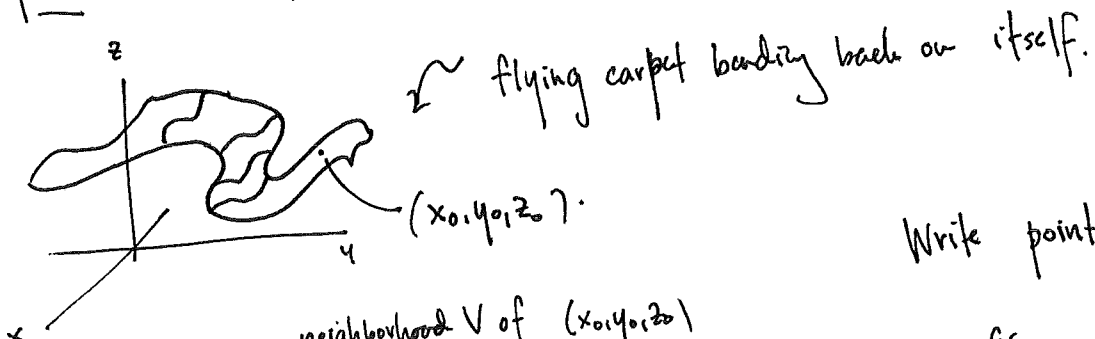 z
flying carpet bending back on itself.
(x₀,y₀,z₀).
y
Write point
x
neighborhood V of (x₀,y₀,z₀)